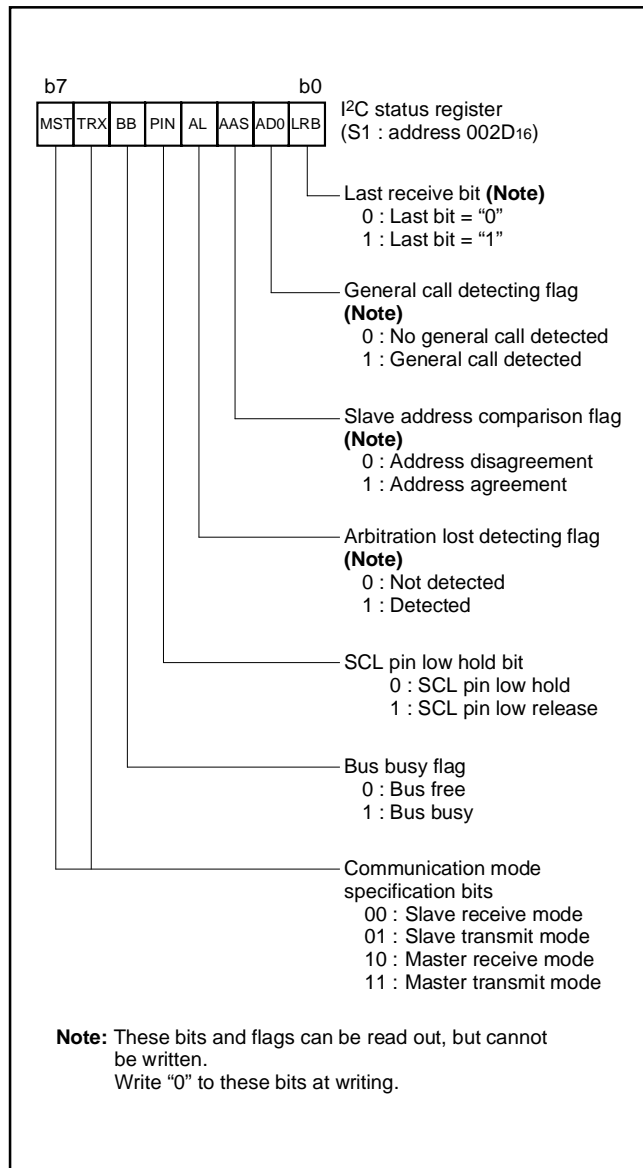 b7 b0
MST TRX BB PIN AL AAS AD0 LRB
I²C status register
(S1 : address 002D₁₆)
Last receive bit (Note)
0 : Last bit = “0”
1 : Last bit = “1”
General call detecting flag
(Note)
0 : No general call detected
1 : General call detected
Slave address comparison flag
(Note)
0 : Address disagreement
1 : Address agreement
Arbitration lost detecting flag
(Note)
0 : Not detected
1 : Detected
SCL pin low hold bit
0 : SCL pin low hold
1 : SCL pin low release
Bus busy flag
0 : Bus free
1 : Bus busy
Communication mode
specification bits
00 : Slave receive mode
01 : Slave transmit mode
10 : Master receive mode
11 : Master transmit mode
Note: These bits and flags can be read out, but cannot
be written.
Write “0” to these bits at writing.